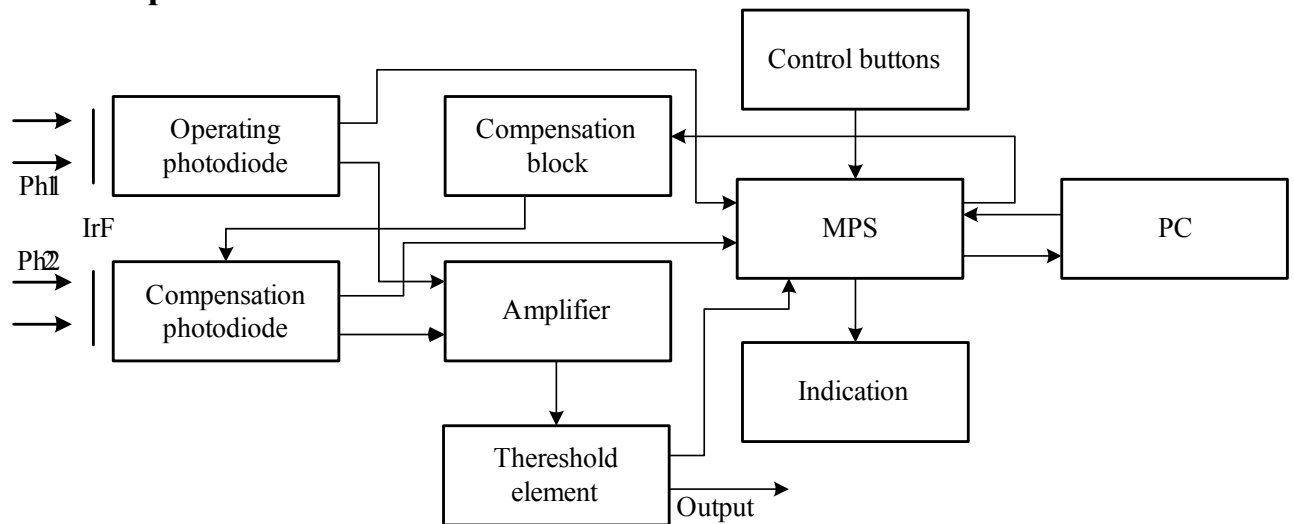 Control buttons
Operating
photodiode
Compensation
block
Ph1
IrF
MPS
PC
Ph2
Compensation
photodiode
Amplifier
Indication
Thereshold
element
Output